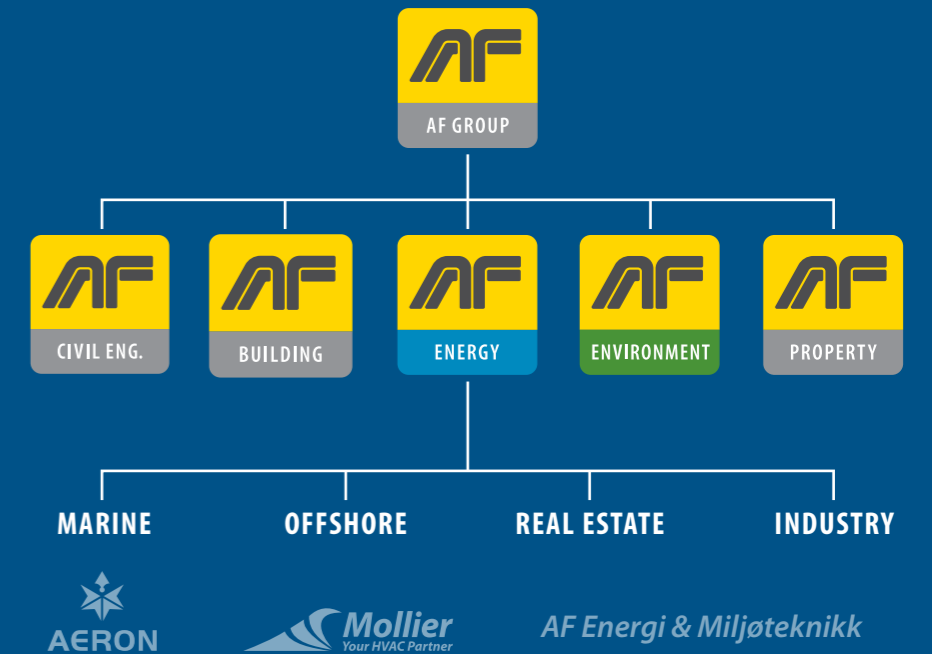 AF
AF GROUP
AF AF AF AF AF
CIVIL ENG. BUILDING ENERGY ENVIRONMENT PROPERTY
MARINE OFFSHORE REAL ESTATE INDUSTRY
AERON Mollier AF Energi & Miljøteknikk
Your HVAC Partner